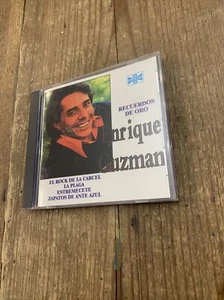 RECUERDOS
DE ORO
nrique
uzman
EL ROCK DE LA CARCEL
LA PLAGA
ESTREMECETE
ZAPATOS DE ANTE AZUL